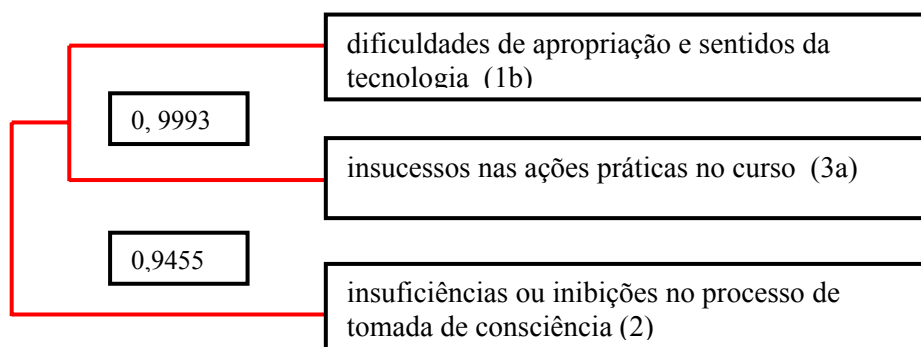 dificuldades de apropriação e sentidos da
tecnologia (1b)
0, 9993
insucessos nas ações práticas no curso (3a)
0,9455
insuficiências ou inibições no processo de
tomada de consciência (2)